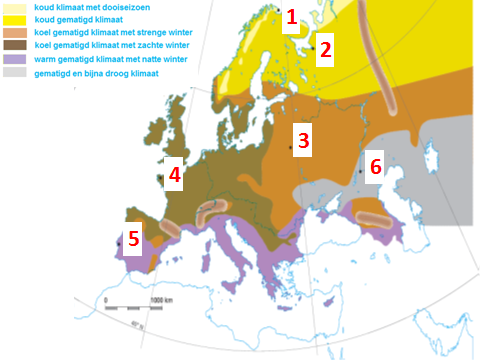 koud klimaat met dooiseizoen
koud gematigd klimaat
koel gematigd klimaat met strenge winter
koel gematigd klimaat met zachte winter
warm gematigd klimaat met natte winter
gematigd en bijna droog klimaat
1
2
3
4
6
5
0 1000 km
40° N